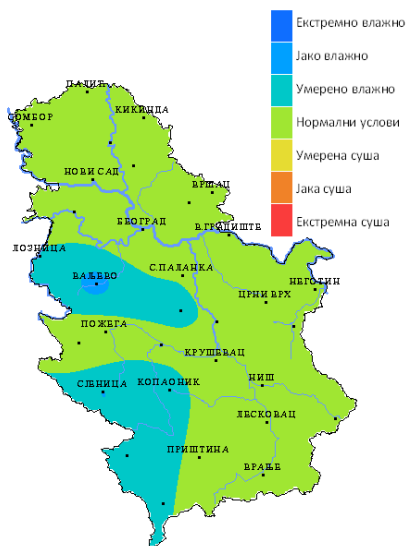 Екстремно влажно
Јако влажно
Умерено влажно
Нормални услови
Умерена суша
Јака суша
Екстремна суша
ПАЛИЋ
СОМБОР
КИКИНДА
НОВИ САД
ВРШАЦ
БЕОГРАД
В.ГРАДИШТЕ
ЛОЗНИЦА
ВАЉЕВО
С.ПАЛАНКА
НЕГОТИН
ЦРНИ ВРХ
ПОЖЕГА
КРУШЕВАЦ
СЈЕНИЦА
КОПАОНИК
НИШ
ЛЕСКОВАЦ
ПРИШТИНА
ВРАЊЕ